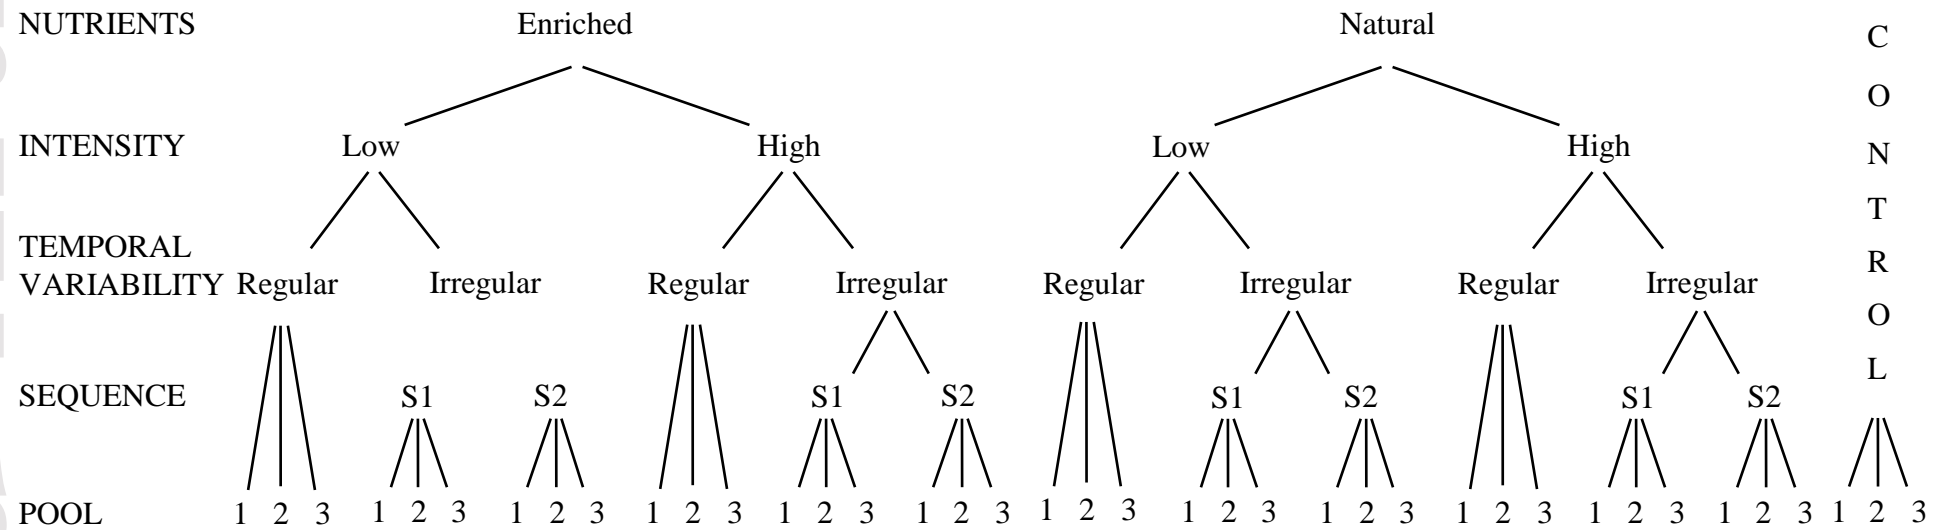 NUTRIENTS Enriched Natural
INTENSITY Low High Low High
TEMPORAL
VARIABILITY Regular Irregular Regular Irregular Regular Irregular Regular Irregular
SEQUENCE S1 S2 S1 S2 S1 S2 S1 S2
POOL 1 2 3 1 2 3 1 2 3 1 2 3 1 2 3 1 2 3 1 2 3 1 2 3 1 2 3 1 2 3 1 2 3 1 2 3 1 2 3
C
O
N
T
R
O
L